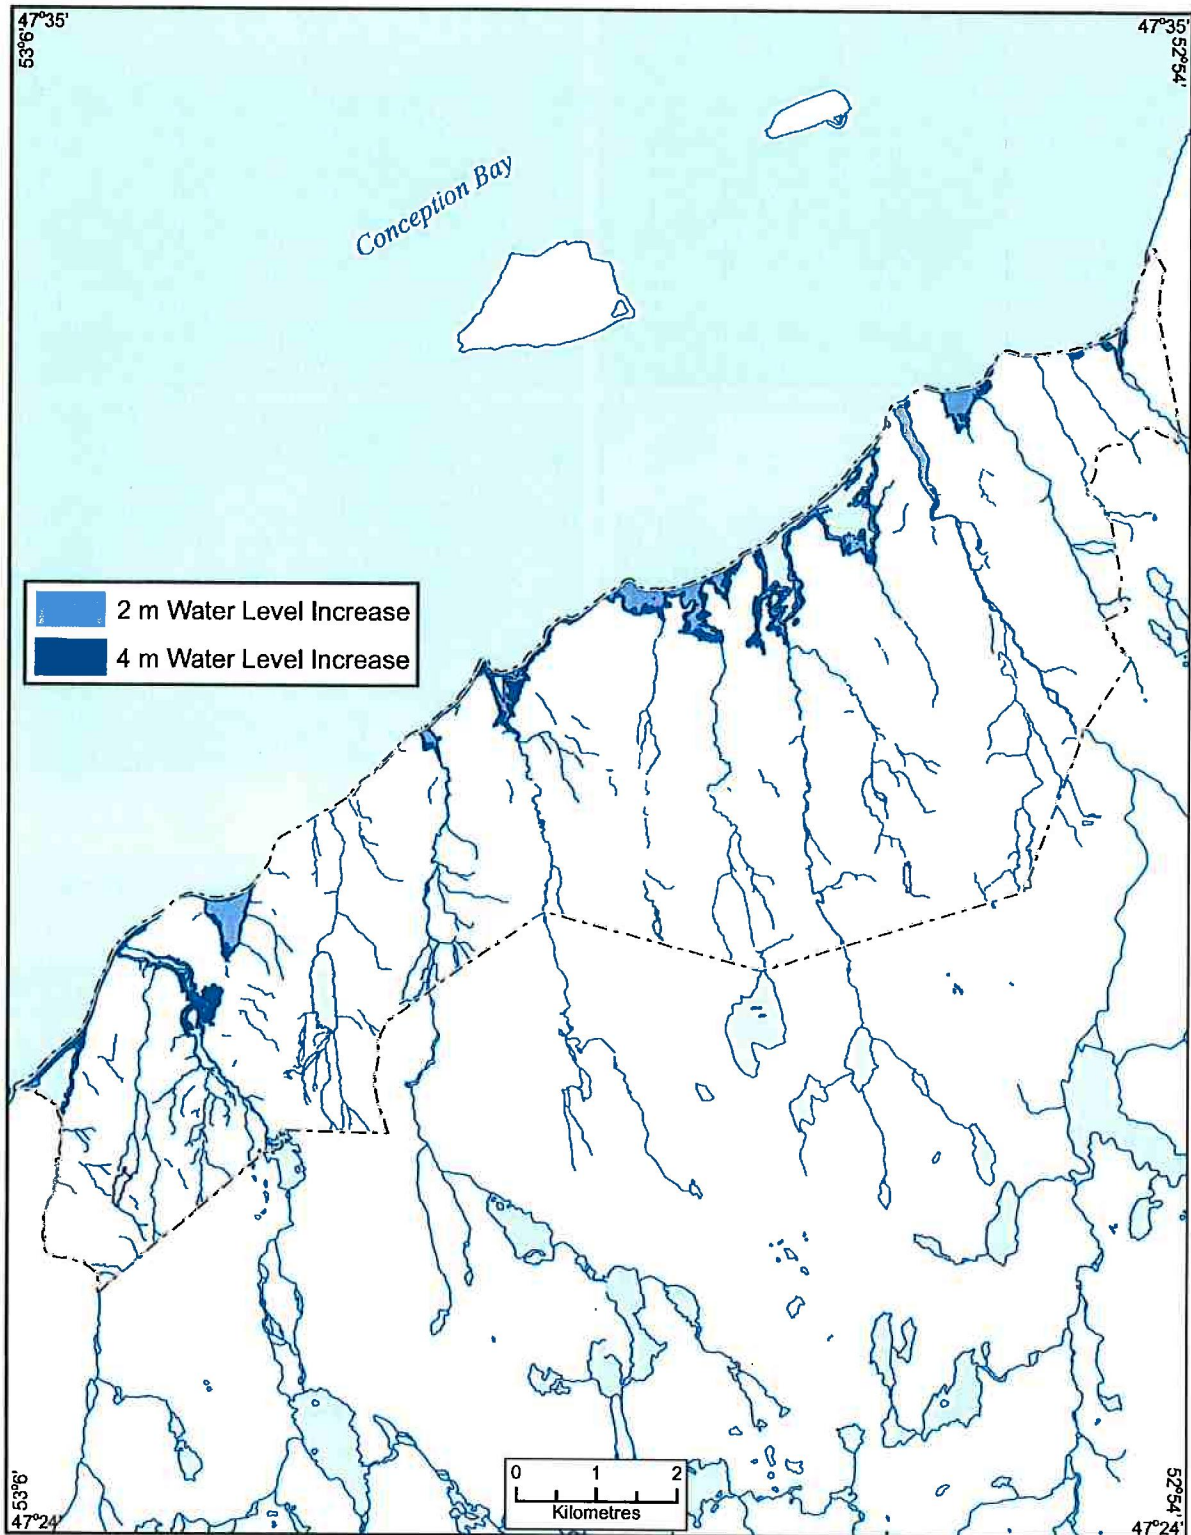 47°35'
47°35'
53°6'
52°54'
Conception Bay
2 m Water Level Increase
4 m Water Level Increase
0 1 2
Kilometres
53°6'
52°54'
47°24'
47°24'